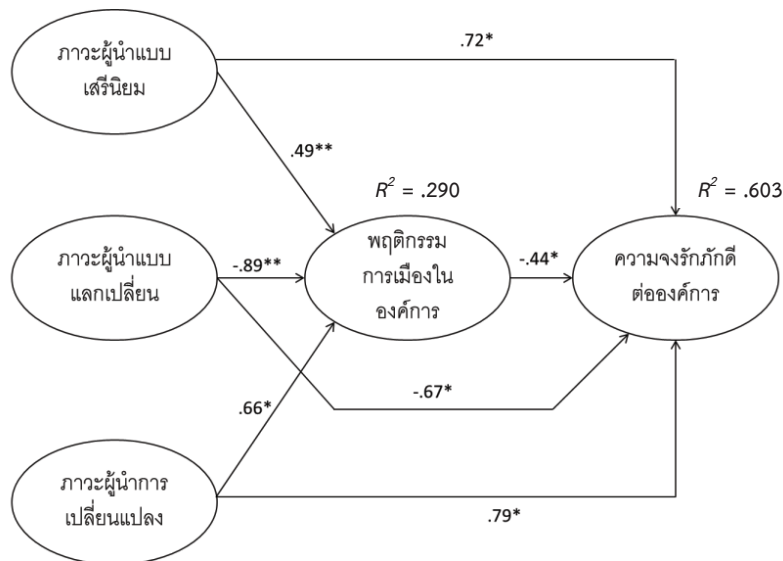 ภาวะผู้นำแบบ
เสรีนิยม
.72*
.49**
R² = .290
R² = .603
ภาวะผู้นำแบบ
แลกเปลี่ยน
-.89**
พฤติกรรม
การเมืองใน
องค์การ
-.44*
ความจงรักภักดี
ต่อองค์การ
.66*
-.67*
ภาวะผู้นำการ
เปลี่ยนแปลง
.79*